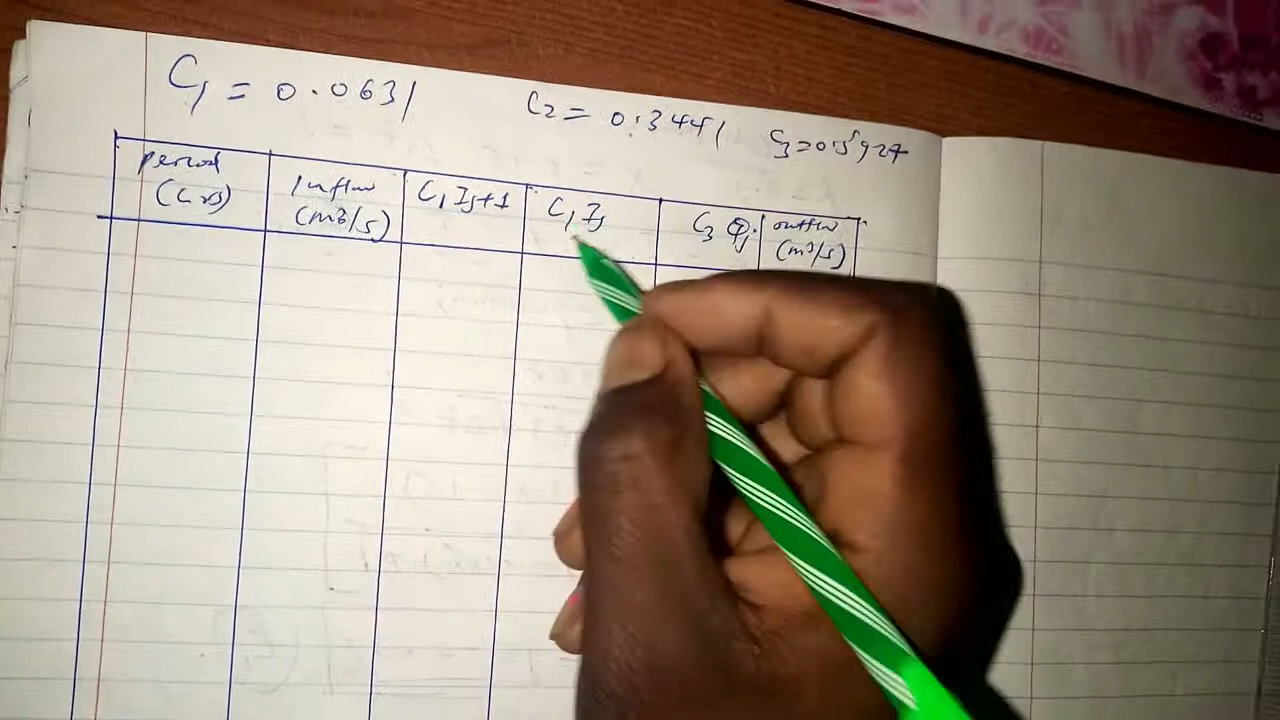 C1 = 0.0631 C2 = 0.3441 C3=0.5927
period Inflow C1 Ij+1 C1 Ij C3 Qj outflow
(hrs) (m3/s) (m3/s)